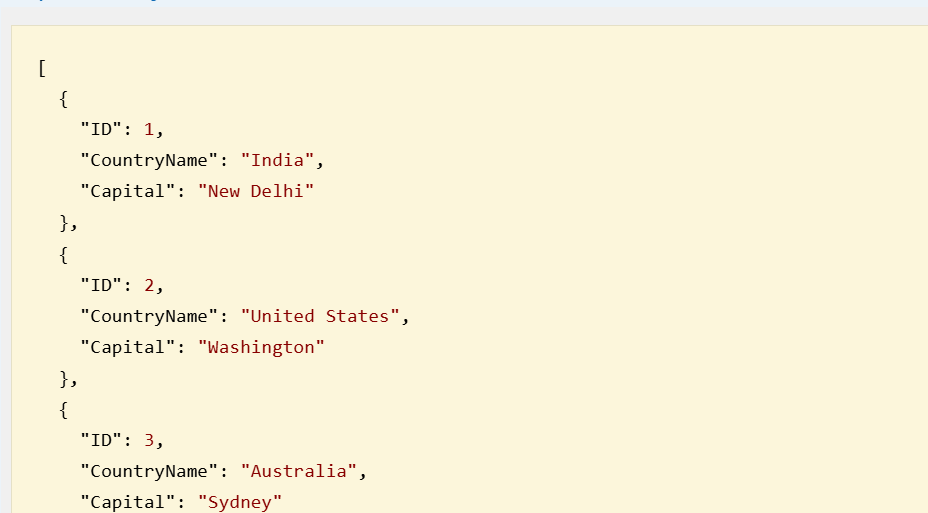 [
{
"ID": 1,
"CountryName": "India",
"Capital": "New Delhi"
},
{
"ID": 2,
"CountryName": "United States",
"Capital": "Washington"
},
{
"ID": 3,
"CountryName": "Australia",
"Capital": "Sydney"